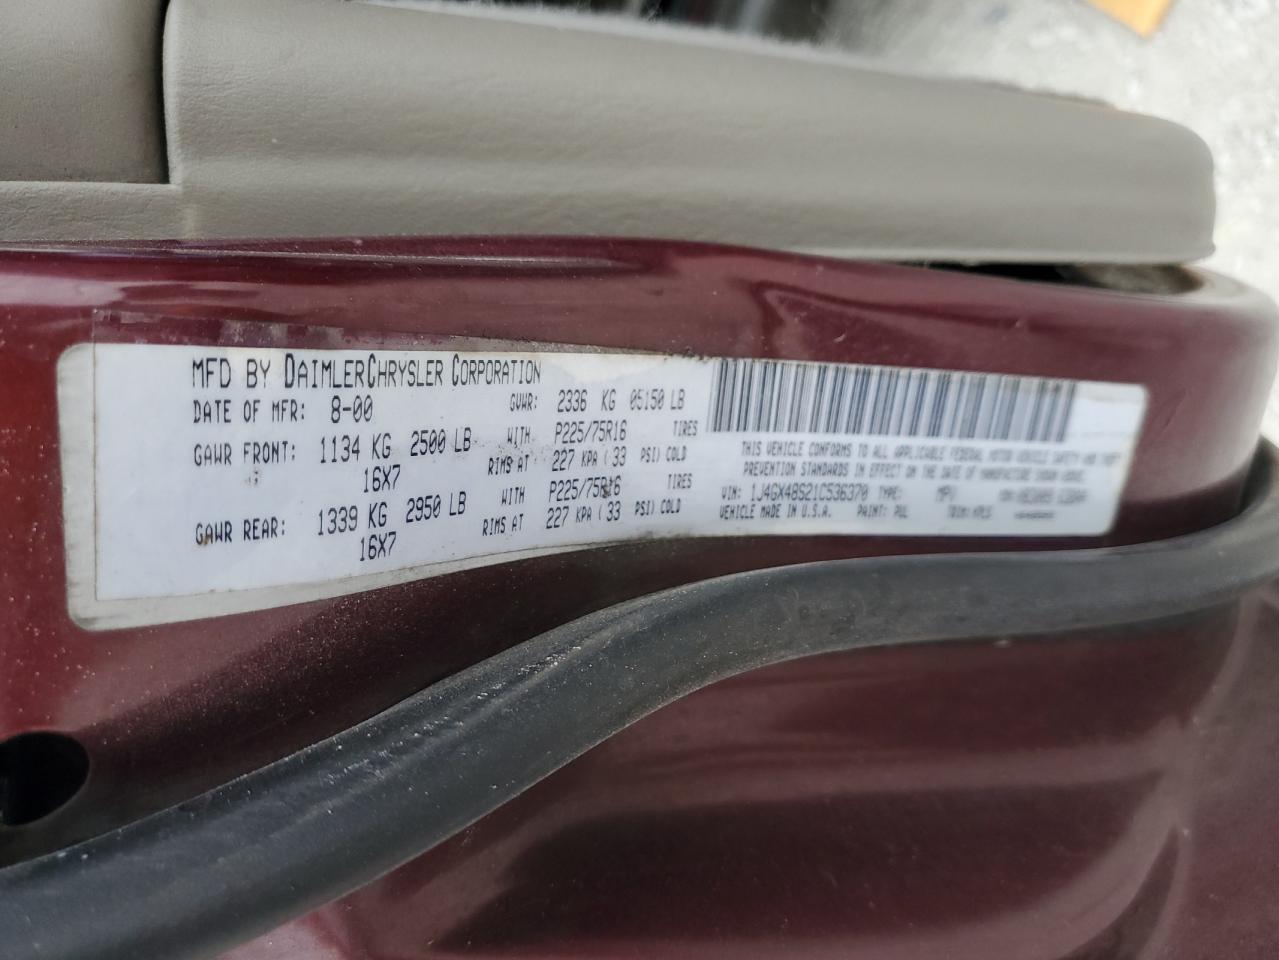 MFD BY DAIMLERCHRYSLER CORPORATION
DATE OF MFR: 8-00 GVWR: 2336 KG 05150 LB
GAWR FRONT: 1134 KG 2500 LB WITH P225/75R16 TIRES
16X7 RIMS AT 227 KPA ( 33 PSI) COLD
GAWR REAR: 1339 KG 2950 LB WITH P225/75R16 TIRES
16X7 RIMS AT 227 KPA ( 33 PSI) COLD
THIS VEHICLE CONFORMS TO ALL APPLICABLE FEDERAL MOTOR VEHICLE SAFETY AND THEFT
PREVENTION STANDARDS IN EFFECT ON THE DATE OF MANUFACTURE SHOWN ABOVE.
VIN: 1J4GX48S21C536370 TYPE: MPV
VEHICLE MADE IN U.S.A. PAINT: PUL TRIM: